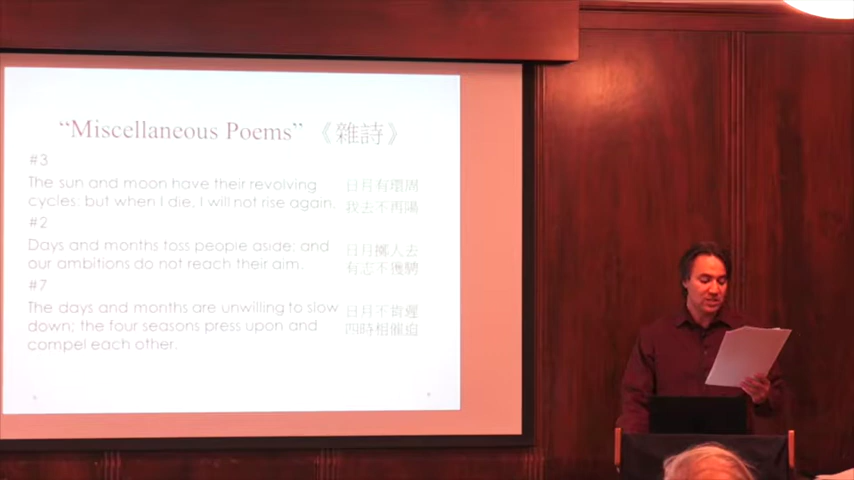 “Miscellaneous Poems” 《雜詩》
#3
The sun and moon have their revolving 日月有環周
cycles; but when I die, I will not rise again. 我去不再陽
#2
Days and months toss people aside; and 日月擲人去
our ambitions do not reach their aim. 有志不獲騁
#7
The days and months are unwilling to slow 日月不肯遲
down; the four seasons press upon and 四時相催迫
compel each other.